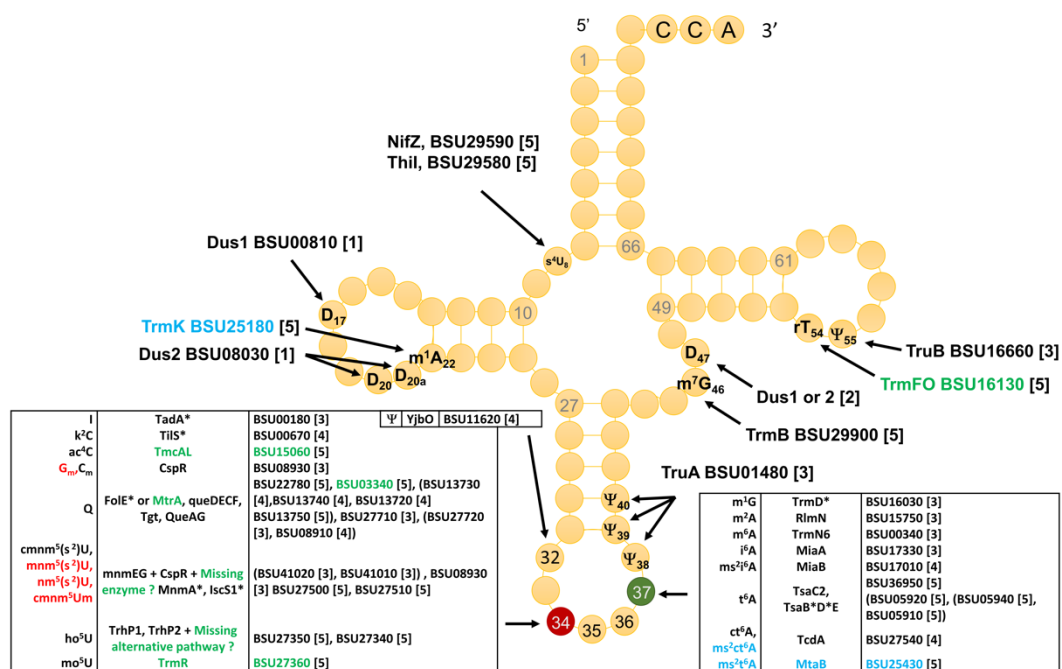 5' C C A 3'
1
NifZ, BSU29590 [5]
ThiI, BSU29580 [5]
Dus1 BSU00810 [1]
s⁴U₈
66
61
D₁₇
10
49
TrmK BSU25180 [5]
rT₅₄ Ψ₅₅
m¹A₂₂
D₄₇
TruB BSU16660 [3]
Dus2 BSU08030 [1]
D₂₀ D₂₀ₐ
m⁷G₄₆
TrmFO BSU16130 [5]
Dus1 or 2 [2]
27
TrmB BSU29900 [5]
I TadA* BSU00180 [3]
Ψ YjbO BSU11620 [4]
k²C TilS* BSU00670 [4]
ac⁴C TmcAL BSU15060 [5]
Gₘ,Cₘ CspR BSU08930 [3]
Q FolE* or MtrA, queDECF, Tgt, QueAG
BSU22780 [5], BSU03340 [5], (BSU13730
[4],BSU13740 [4], BSU13720 [4]
BSU13750 [5]), BSU27710 [3], (BSU27720
[3], BSU08910 [4])
cmnm⁵(s²)U,
mnm⁵(s²)U,
nm⁵(s²)U,
cmnm⁵Um
mnmEG + CspR + Missing
enzyme ? MnmA*, IscS1*
(BSU41020 [3], BSU41010 [3]) , BSU08930
[3] BSU27500 [5], BSU27510 [5]
ho⁵U TrhP1, TrhP2 + Missing
alternative pathway ?
BSU27350 [5], BSU27340 [5]
mo⁵U TrmR BSU27360 [5]
TruA BSU01480 [3]
Ψ₄₀
Ψ₃₉
Ψ₃₈
32
37
34
35
36
m¹G TrmD* BSU16030 [3]
m²A RlmN BSU15750 [3]
m⁶A TrmN6 BSU00340 [3]
i⁶A MiaA BSU17330 [3]
ms²i⁶A MiaB BSU17010 [4]
t⁶A TsaC2,
TsaB*D*E
BSU36950 [5]
(BSU05920 [5], (BSU05940 [5],
BSU05910 [5])
ct⁶A,
ms²ct⁶A
TcdA BSU27540 [4]
ms²t⁶A MtaB BSU25430 [5]